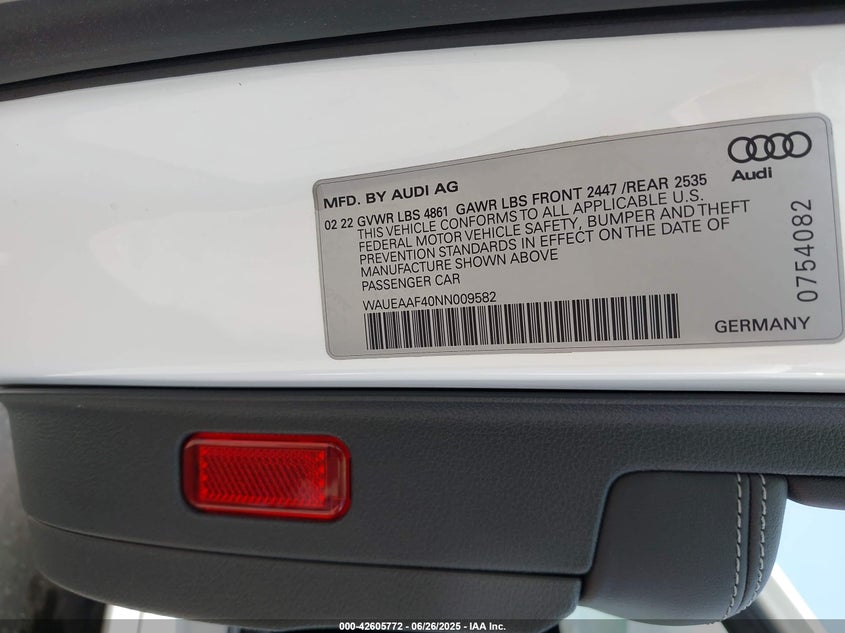 Audi
MFD. BY AUDI AG
02 22 GVWR LBS 4861 GAWR LBS FRONT 2447 /REAR 2535
THIS VEHICLE CONFORMS TO ALL APPLICABLE U.S.
FEDERAL MOTOR VEHICLE SAFETY, BUMPER AND THEFT
PREVENTION STANDARDS IN EFFECT ON THE DATE OF
MANUFACTURE SHOWN ABOVE
PASSENGER CAR
WAUEAAF40NN009582
0754082
GERMANY
000-42605772 - 06/26/2025 - IAA Inc.